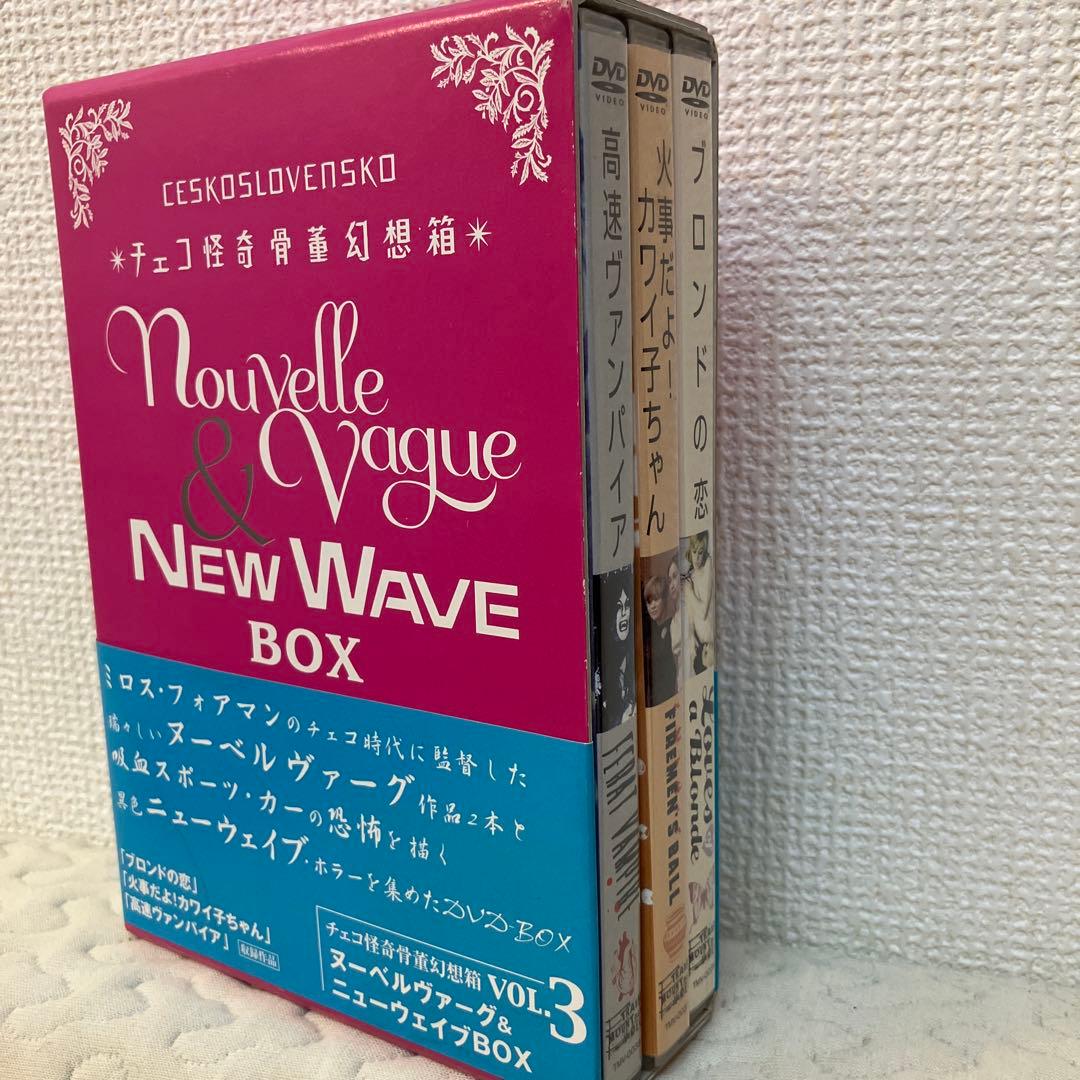 CESKOSLOVENSKO
*チェコ怪奇骨董幻想箱*
Nouvelle
& Vague
NEW WAVE
BOX
ミロス・フォアマンのチェコ時代に監督した
瑞々しいヌーベルヴァーグ作品2本と
吸血スポーツ・カーの恐怖を描く
異色ニューウェイブ・ホラーを集めたDVD-BOX
「ブロンドの恋」
「火事だよ!カワイ子ちゃん」
「高速ヴァンパイア」
収録作品
チェコ怪奇骨董幻想箱 VOL.3
ヌーベルヴァーグ&
ニューウェイブBOX
DVD
VIDEO
高速ヴァンパイア
FERAT VAMPIRE
DVD
VIDEO
火事だよ!
カワイ子ちゃん
FIREMEN'S BALL
DVD
VIDEO
ブロンドの恋
Loves of
a Blonde